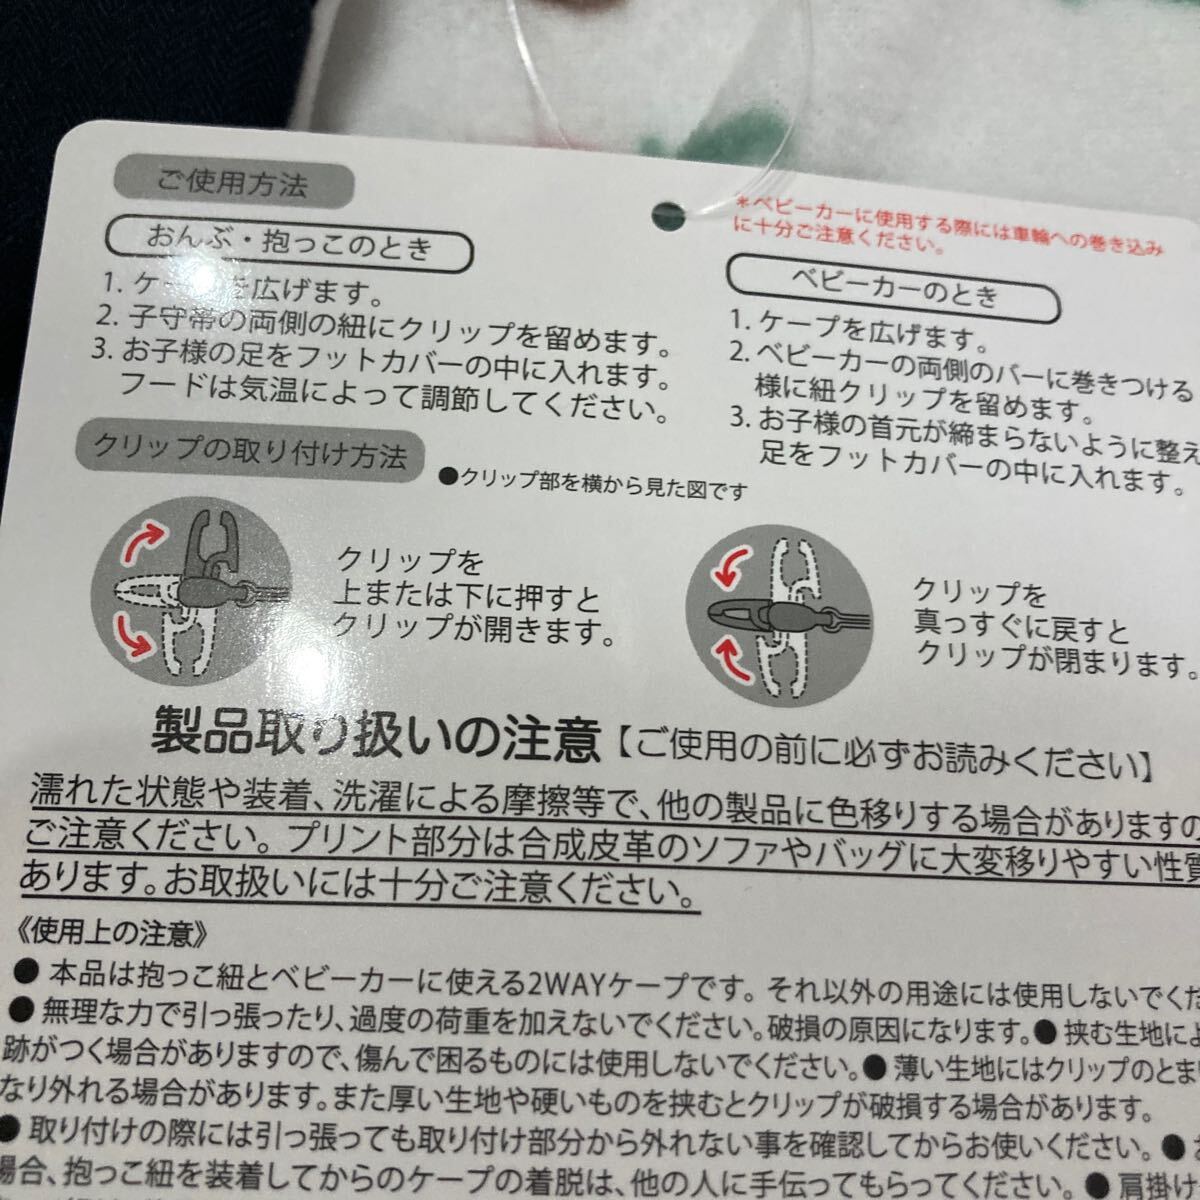 ご使用方法
おんぶ・抱っこのとき
1. ケープを広げます。
2. 子守帯の両側の紐にクリップを留めます。
3. お子様の足をフットカバーの中に入れます。
フードは気温によって調節してください。
*ベビーカーに使用する際には車輪への巻き込み
に十分ご注意ください。
ベビーカーのとき
1. ケープを広げます。
2. ベビーカーの両側のバーに巻きつける
様に紐クリップを留めます。
3. お子様の首元が締まらないように整え
足をフットカバーの中に入れます。
クリップの取り付け方法
●クリップ部を横から見た図です
クリップを
上または下に押すと
クリップが開きます。
クリップを
真っすぐに戻すと
クリップが閉まります。
製品取り扱いの注意【ご使用の前に必ずお読みください】
濡れた状態や装着、洗濯による摩擦等で、他の製品に色移りする場合がありますの
ご注意ください。プリント部分は合成皮革のソファやバッグに大変移りやすい性質
あります。お取扱いには十分ご注意ください。
《使用上の注意》
● 本品は抱っこ紐とベビーカーに使える2WAYケープです。それ以外の用途には使用しないでくだ
● 無理な力で引っ張ったり、過度の荷重を加えないでください。破損の原因になります。● 挟む生地によ
跡がつく場合がありますので、傷んで困るものには使用しないでください。● 薄い生地にはクリップのとま
なり外れる場合があります。また厚い生地や硬いものを挟むとクリップが破損する場合があります。
● 取り付けの際には引っ張っても取り付け部分から外れない事を確認してからお使いください。●
場合、抱っこ紐を装着してからのケープの着脱は、他の人に手伝ってもらってください。● 肩掛け